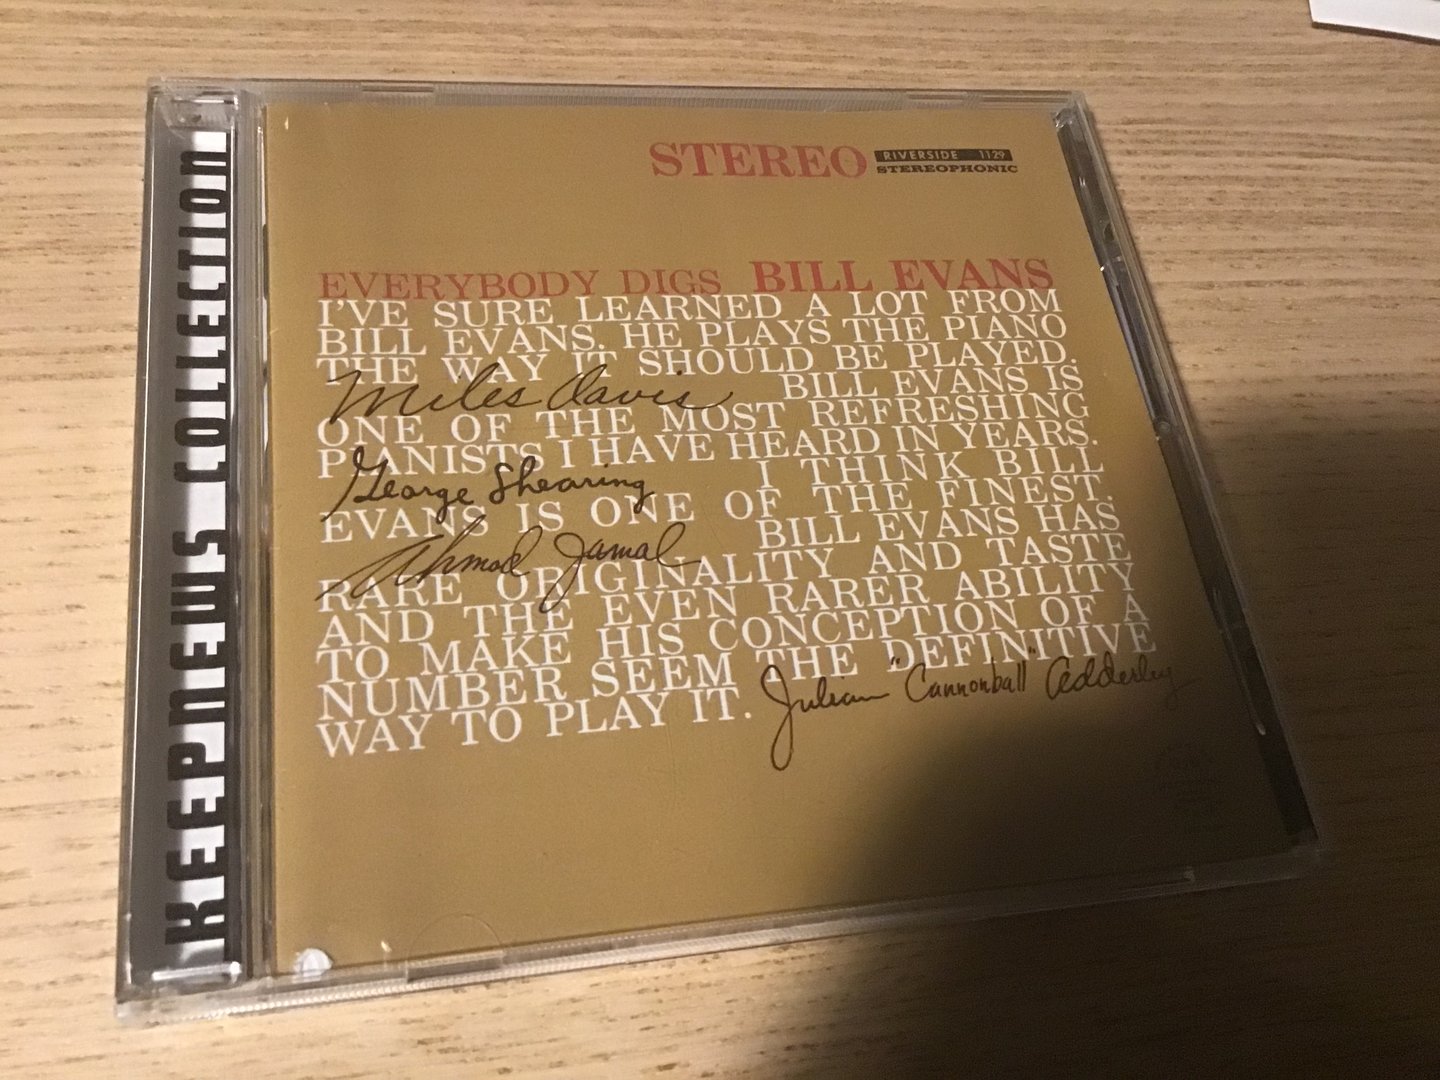 KEEPNEWS COLLECTION
STEREO
RIVERSIDE 1129
STEREOPHONIC
EVERYBODY DIGS BILL EVANS
I'VE SURE LEARNED A LOT FROM
BILL EVANS. HE PLAYS THE PIANO
THE WAY IT SHOULD BE PLAYED.
Miles Davis BILL EVANS IS
ONE OF THE MOST REFRESHING
PIANISTS I HAVE HEARD IN YEARS.
George Shearing I THINK BILL
EVANS IS ONE OF THE FINEST.
Ahmad Jamal BILL EVANS HAS
RARE ORIGINALITY AND TASTE
AND THE EVEN RARER ABILITY
TO MAKE HIS CONCEPTION OF A
NUMBER SEEM THE DEFINITIVE
WAY TO PLAY IT. Julian "Cannonball" Adderley